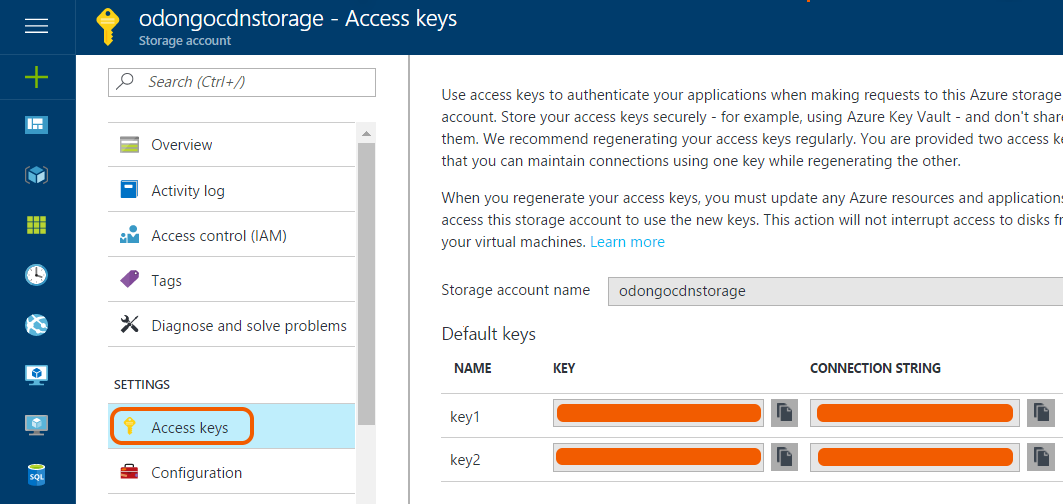 odongocdnstorage - Access keys
Storage account
Search (Ctrl+/)
Overview
Activity log
Access control (IAM)
Tags
Diagnose and solve problems
SETTINGS
Access keys
Configuration
Use access keys to authenticate your applications when making requests to this Azure storage
account. Store your access keys securely - for example, using Azure Key Vault - and don't share
them. We recommend regenerating your access keys regularly. You are provided two access ke
that you can maintain connections using one key while regenerating the other.
When you regenerate your access keys, you must update any Azure resources and applications
access this storage account to use the new keys. This action will not interrupt access to disks fr
your virtual machines. Learn more
Storage account name odongocdnstorage
Default keys
NAME KEY CONNECTION STRING
key1
key2
SQL